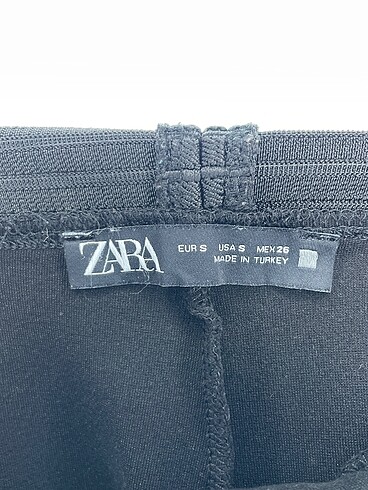 ZARA
EUR S USA S MEX 26
MADE IN TURKEY